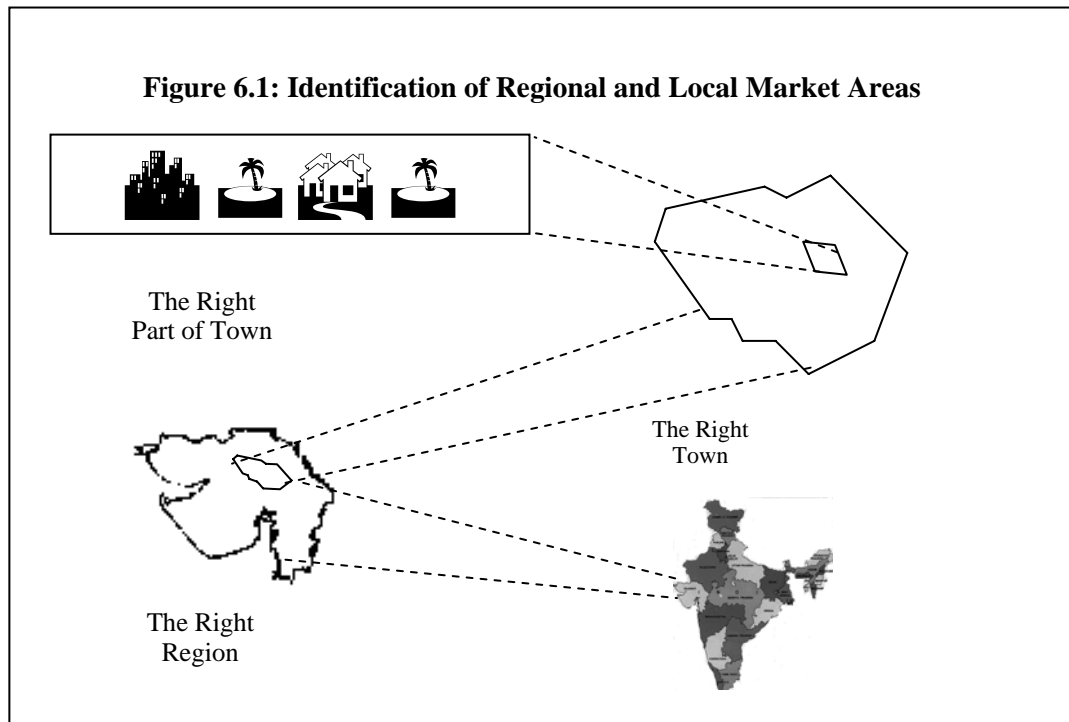 Figure 6.1: Identification of Regional and Local Market Areas
The Right
Part of Town
The Right
Town
The Right
Region